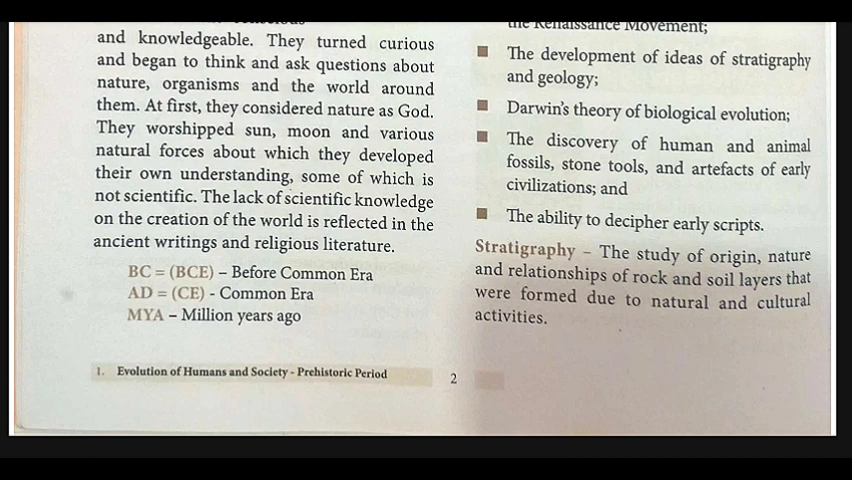 and knowledgeable. They turned curious
and began to think and ask questions about
nature, organisms and the world around
them. At first, they considered nature as God.
They worshipped sun, moon and various
natural forces about which they developed
their own understanding, some of which is
not scientific. The lack of scientific knowledge
on the creation of the world is reflected in the
ancient writings and religious literature.
BC = (BCE) – Before Common Era
AD = (CE) - Common Era
MYA – Million years ago
the Renaissance Movement;
■ The development of ideas of stratigraphy
and geology;
■ Darwin's theory of biological evolution;
■ The discovery of human and animal
fossils, stone tools, and artefacts of early
civilizations; and
■ The ability to decipher early scripts.
Stratigraphy – The study of origin, nature
and relationships of rock and soil layers that
were formed due to natural and cultural
activities.
1. Evolution of Humans and Society - Prehistoric Period
2